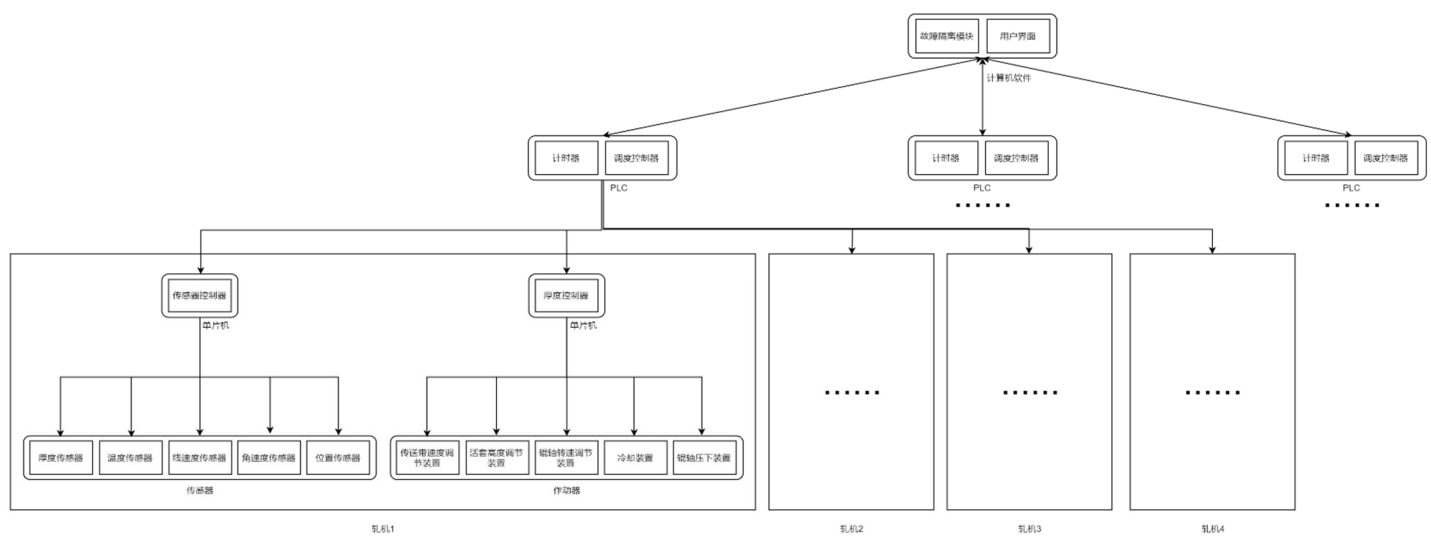 故障隔离模块
用户界面
计算机软件
计时器
调度控制器
PLC
计时器
调度控制器
PLC
......
计时器
调度控制器
PLC
......
传感器控制器
单片机
厚度控制器
单片机
厚度传感器
温度传感器
线速度传感器
角速度传感器
位置传感器
传感器
传送带速度调
节装置
活套高度调节
装置
辊轴转速调节
装置
冷却装置
辊轴压下装置
作动器
轧机1
......
轧机2
......
轧机3
......
轧机4